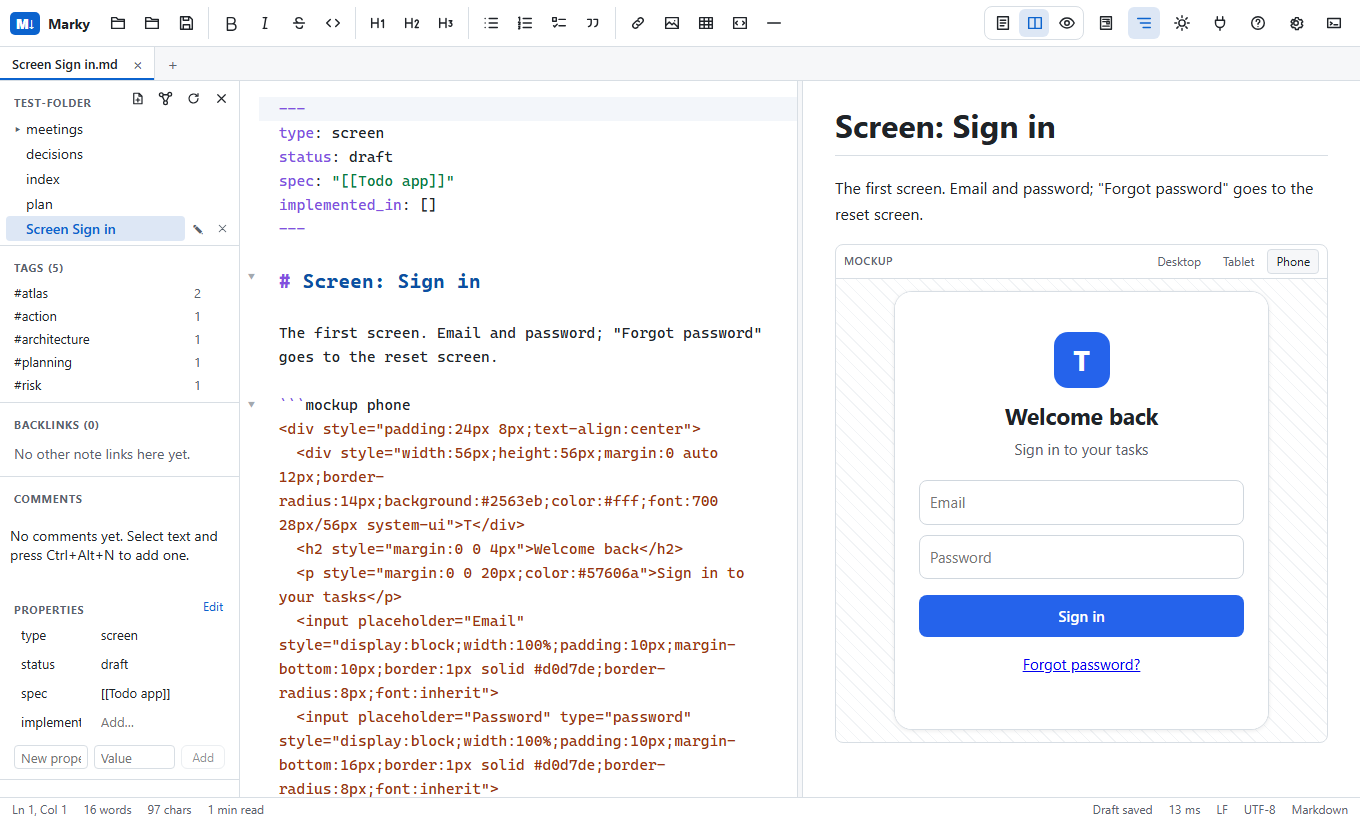 M↓ Marky
B I S <> H1 H2 H3
Screen Sign in.md × +
TEST-FOLDER
meetings
decisions
index
plan
Screen Sign in
TAGS (5)
#atlas 2
#action 1
#architecture 1
#planning 1
#risk 1
BACKLINKS (0)
No other note links here yet.
COMMENTS
No comments yet. Select text and
press Ctrl+Alt+N to add one.
PROPERTIES Edit
type screen
status draft
spec [[Todo app]]
implement Add...
New prope Value Add
---
type: screen
status: draft
spec: "[[Todo app]]"
implemented_in: []
---
# Screen: Sign in
The first screen. Email and password; "Forgot password"
goes to the reset screen.
```mockup phone
<div style="padding:24px 8px;text-align:center">
<div style="width:56px;height:56px;margin:0 auto
12px;border-
radius:14px;background:#2563eb;color:#fff;font:700
28px/56px system-ui">T</div>
<h2 style="margin:0 0 4px">Welcome back</h2>
<p style="margin:0 0 20px;color:#57606a">Sign in to
your tasks</p>
<input placeholder="Email"
style="display:block;width:100%;padding:10px;margin-
bottom:10px;border:1px solid #d0d7de;border-
radius:8px;font:inherit">
<input placeholder="Password" type="password"
style="display:block;width:100%;padding:10px;margin-
bottom:16px;border:1px solid #d0d7de;border-
radius:8px;font:inherit">
Screen: Sign in
The first screen. Email and password; "Forgot password" goes to the
reset screen.
MOCKUP Desktop Tablet Phone
T
Welcome back
Sign in to your tasks
Email
Password
Sign in
Forgot password?
Ln 1, Col 1 16 words 97 chars 1 min read
Draft saved 13 ms LF UTF-8 Markdown